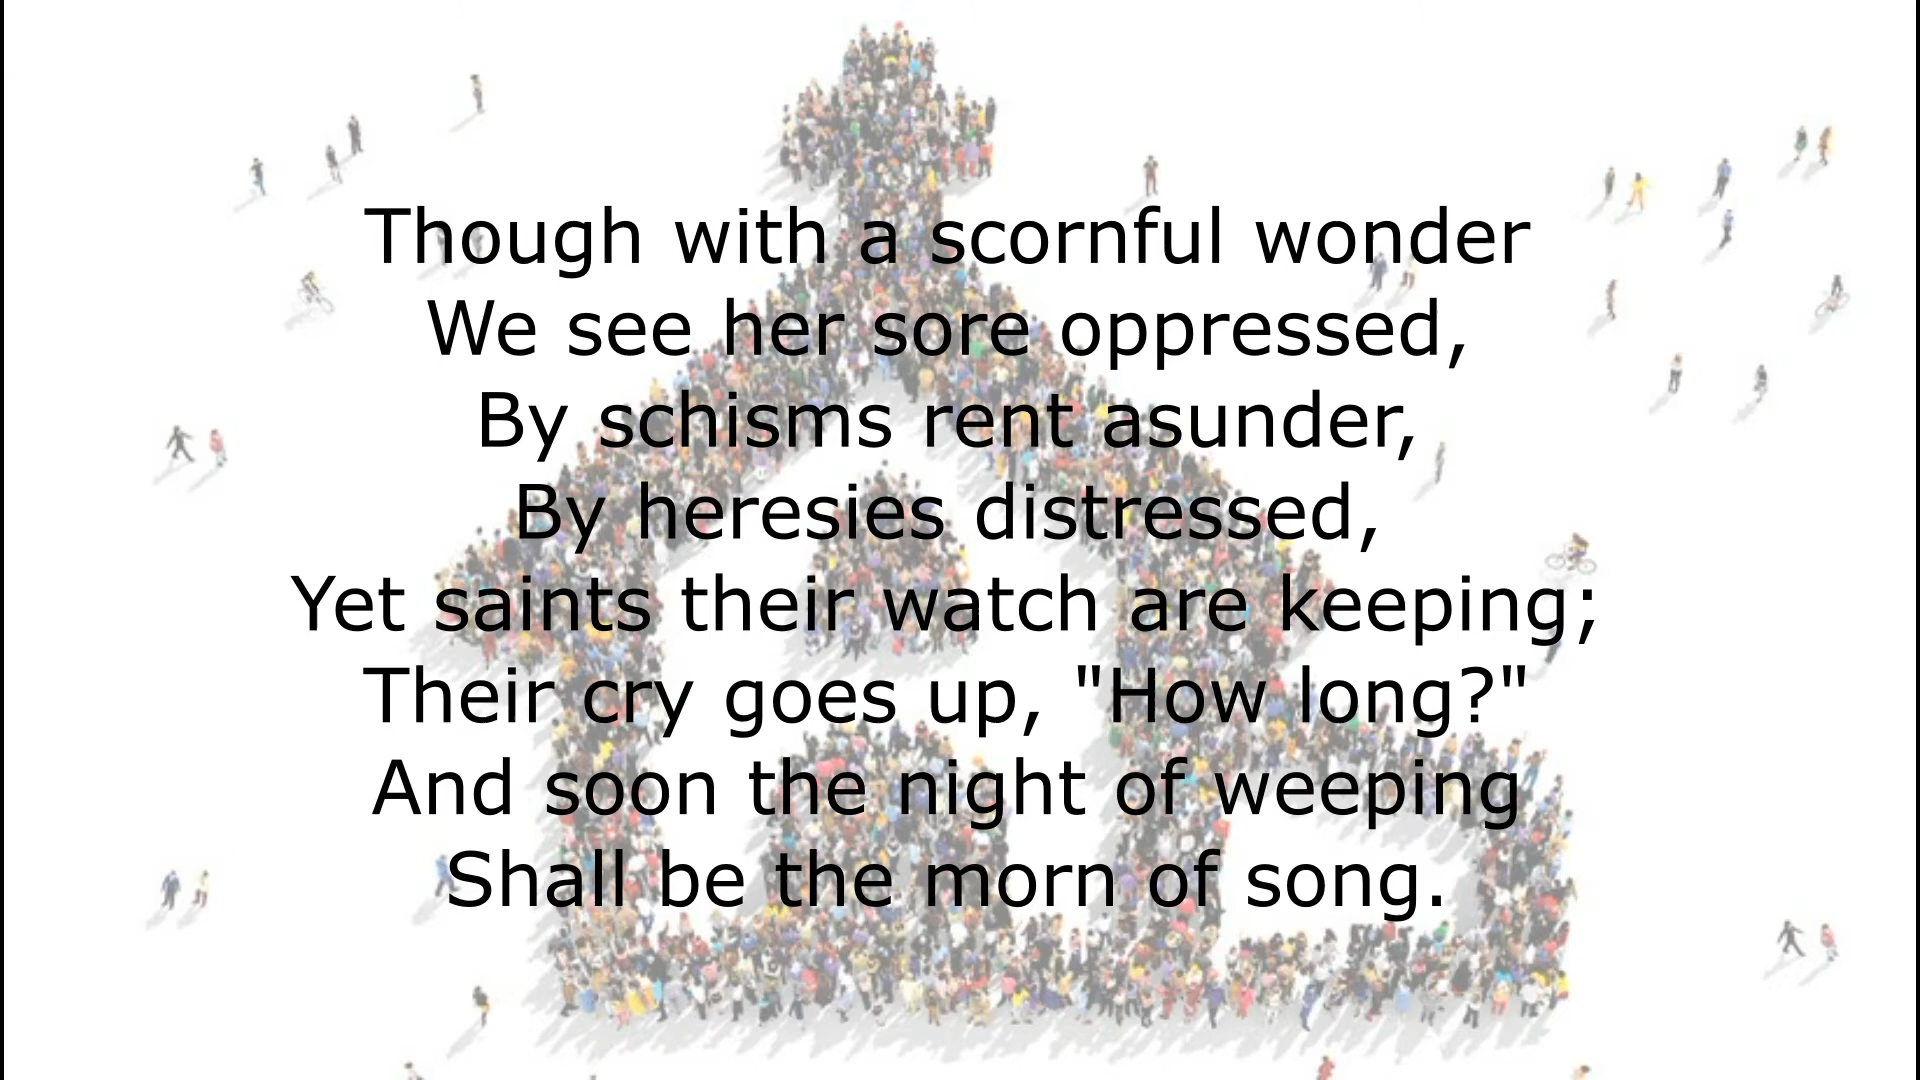 Though with a scornful wonder
We see her sore oppressed,
By schisms rent asunder,
By heresies distressed,
Yet saints their watch are keeping;
Their cry goes up, "How long?"
And soon the night of weeping
Shall be the morn of song.